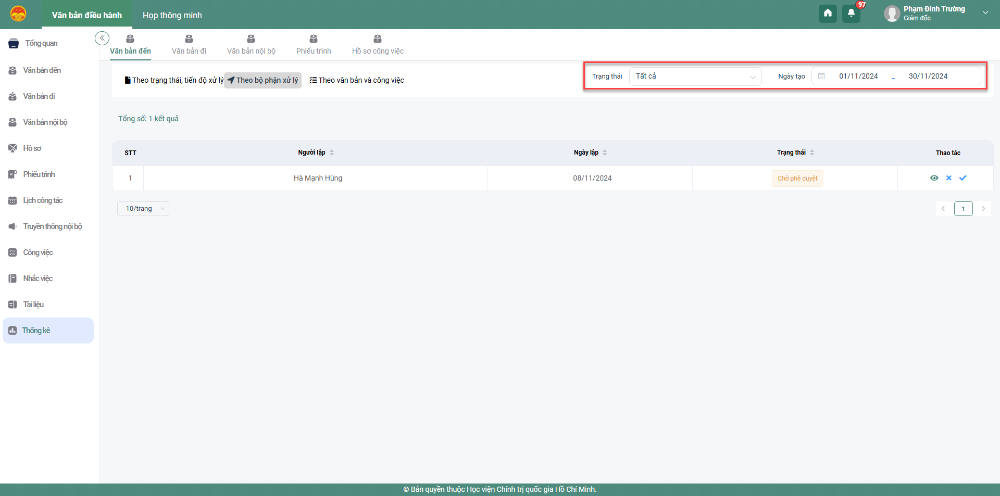 Văn bản điều hành
Họp thông minh
97
Phạm Đình Trường
Giám đốc
Tổng quan
Văn bản đến
Văn bản đi
Văn bản nội bộ
Hồ sơ
Phiếu trình
Lịch công tác
Truyền thông nội bộ
Công việc
Nhắc việc
Tài liệu
Thống kê
Văn bản đến
Văn bản đi
Văn bản nội bộ
Phiếu trình
Hồ sơ công việc
Theo trạng thái, tiến độ xử lý
Theo bộ phận xử lý
Theo văn bản và công việc
Trạng thái
Tất cả
Ngày tạo
01/11/2024 – 30/11/2024
Tổng số: 1 kết quả
STT Người lập Ngày lập Trạng thái Thao tác
1 Hà Mạnh Hùng 08/11/2024 Chờ phê duyệt
10/trang
1
© Bản quyền thuộc Học viện Chính trị quốc gia Hồ Chí Minh.